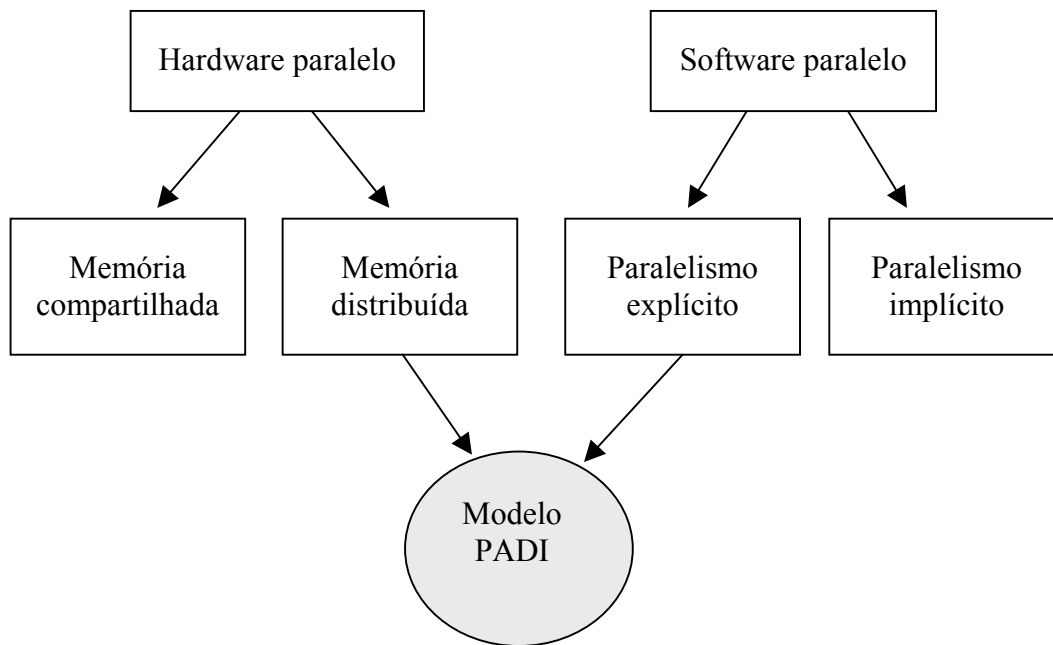 Hardware paralelo
Software paralelo
Memória
compartilhada
Memória
distribuída
Paralelismo
explícito
Paralelismo
implícito
Modelo
PADI